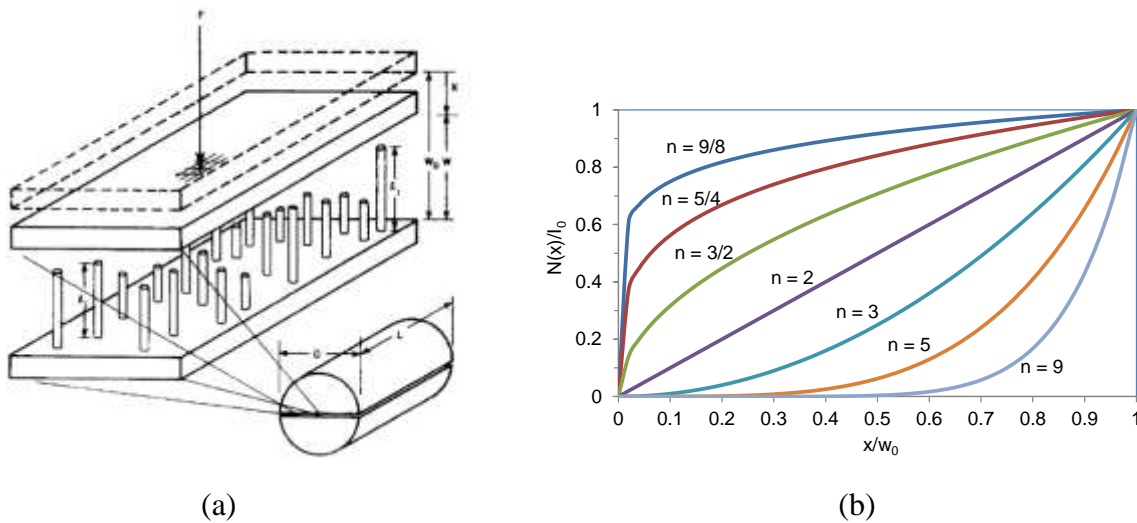 F
X
W₀ W
L
G
N(x)/I₀
1
0.8
0.6
0.4
0.2
0
n = 9/8
n = 5/4
n = 3/2
n = 2
n = 3
n = 5
n = 9
0 0.1 0.2 0.3 0.4 0.5 0.6 0.7 0.8 0.9 1
x/w₀
(a) (b)